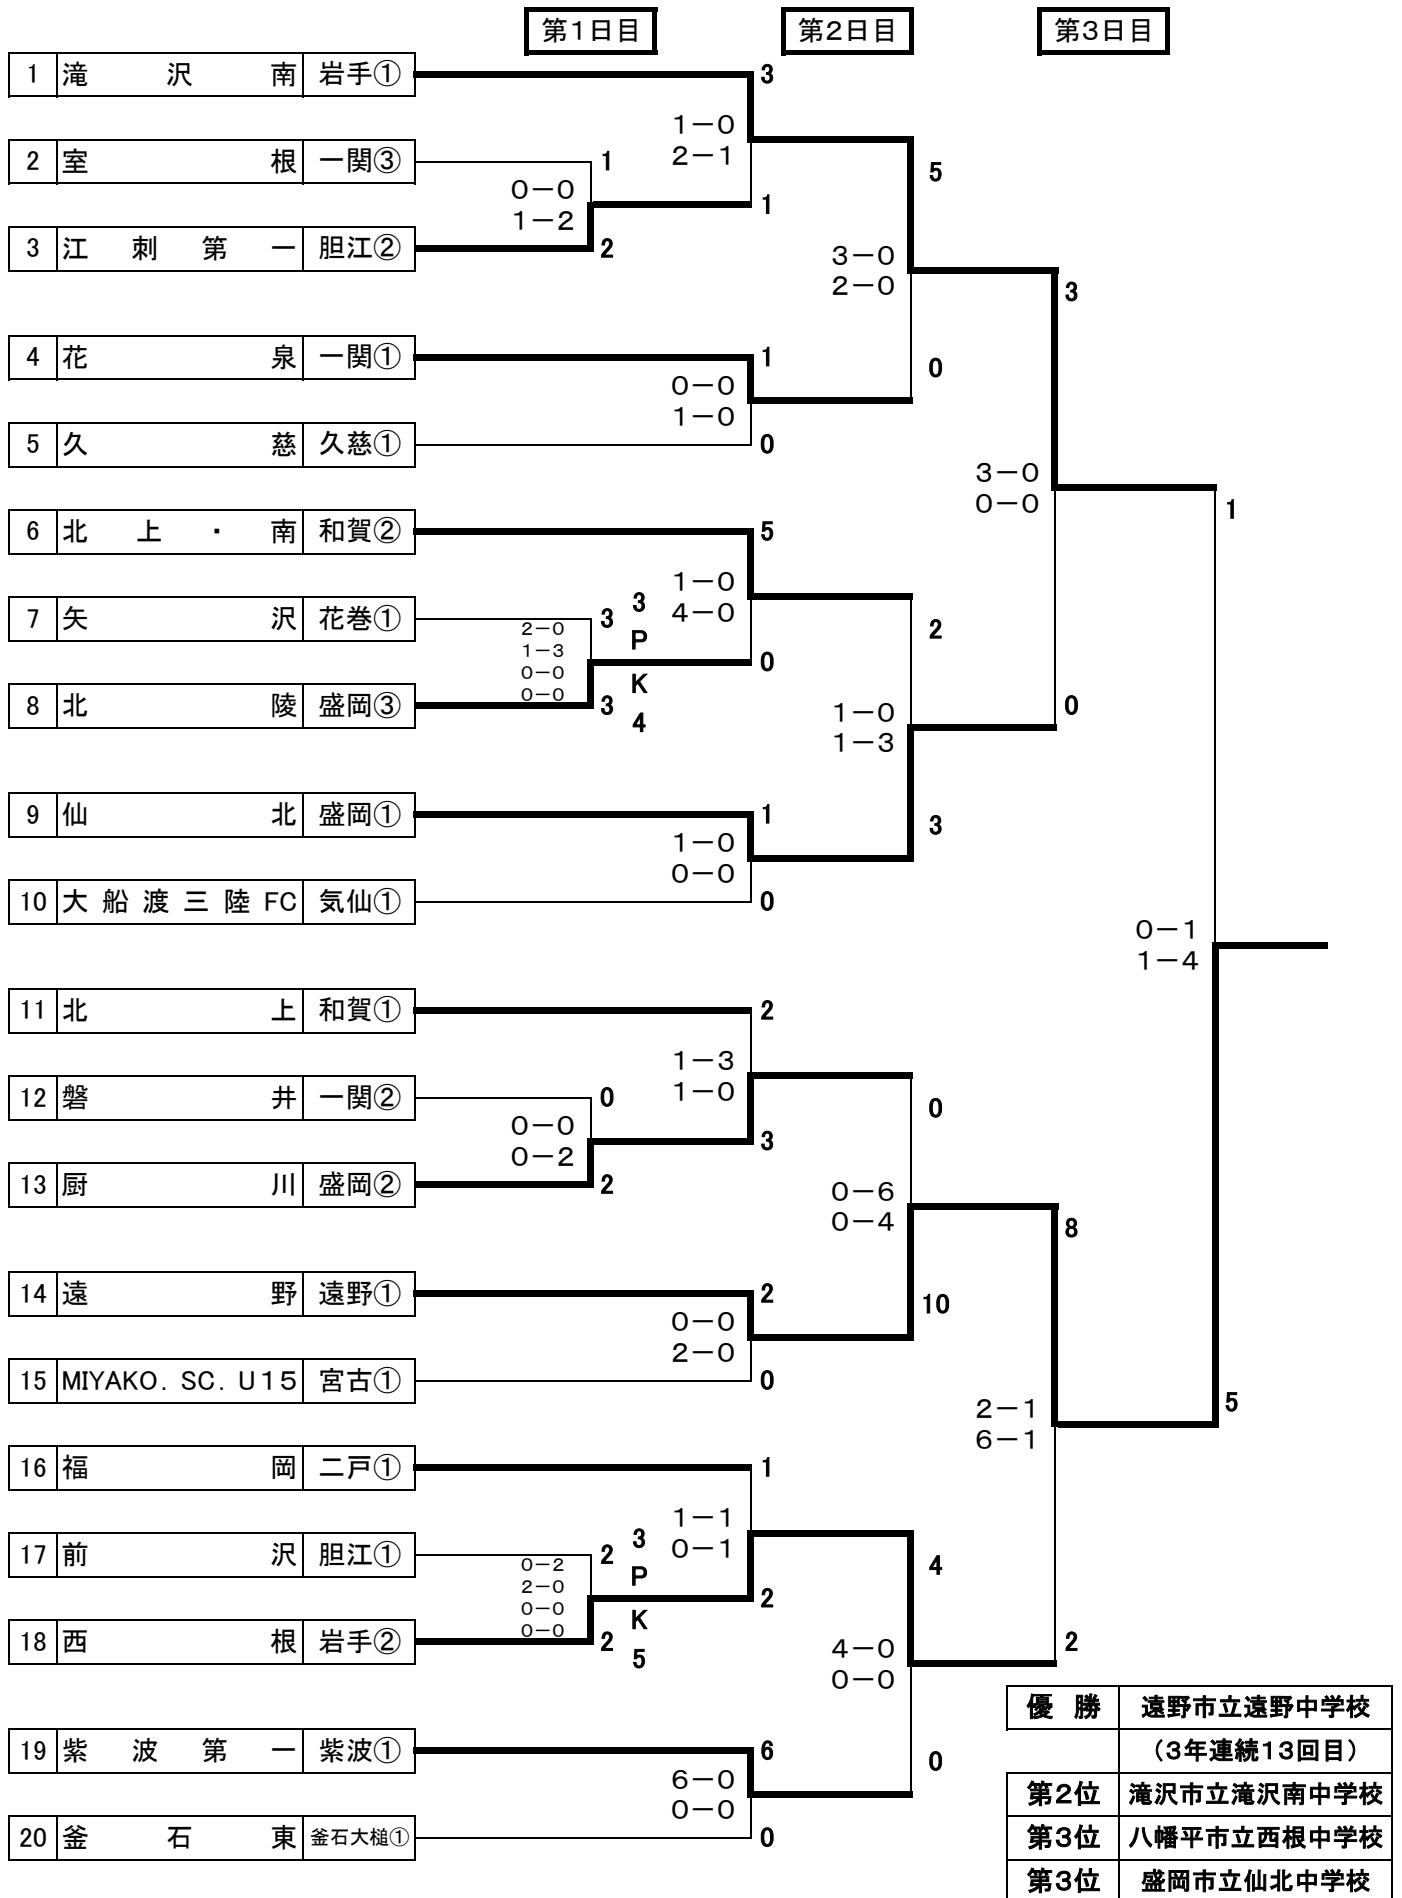 第１日目 第２日目 第３日目
1 滝沢南 岩手① 3
1－0
2－1
2 室根 一関③ 1
5
0－0
1－2
1
3 江刺第一 胆江② 2
3－0
2－0
3
4 花泉 一関① 1
0
0－0
1－0
5 久慈 久慈① 0
3－0
0－0
1
6 北上・南 和賀② 5
1－0
4－0
7 矢沢 花巻① 3
2－0
1－3
0－0
0－0
3
P
K
4
2
0
8 北陵 盛岡③ 3
0
1－0
1－3
9 仙北 盛岡① 1
3
1－0
0－0
10 大船渡三陸FC 気仙① 0
0－1
1－4
11 北上 和賀① 2
1－3
1－0
12 磐井 一関② 0
0
0－0
0－2
3
13 厨川 盛岡② 2
0－6
0－4
8
14 遠野 遠野① 2
10
0－0
2－0
15 MIYAKO．SC．U15 宮古① 0
5
2－1
6－1
16 福岡 二戸① 1
1－1
0－1
17 前沢 胆江① 2
0－2
2－0
0－0
0－0
3
P
K
5
4
2
18 西根 岩手② 2
2
4－0
0－0
19 紫波第一 紫波① 6
0
6－0
0－0
20 釜石東 釜石大槌① 0
優勝 遠野市立遠野中学校
（3年連続13回目）
第2位 滝沢市立滝沢南中学校
第3位 八幡平市立西根中学校
第3位 盛岡市立仙北中学校